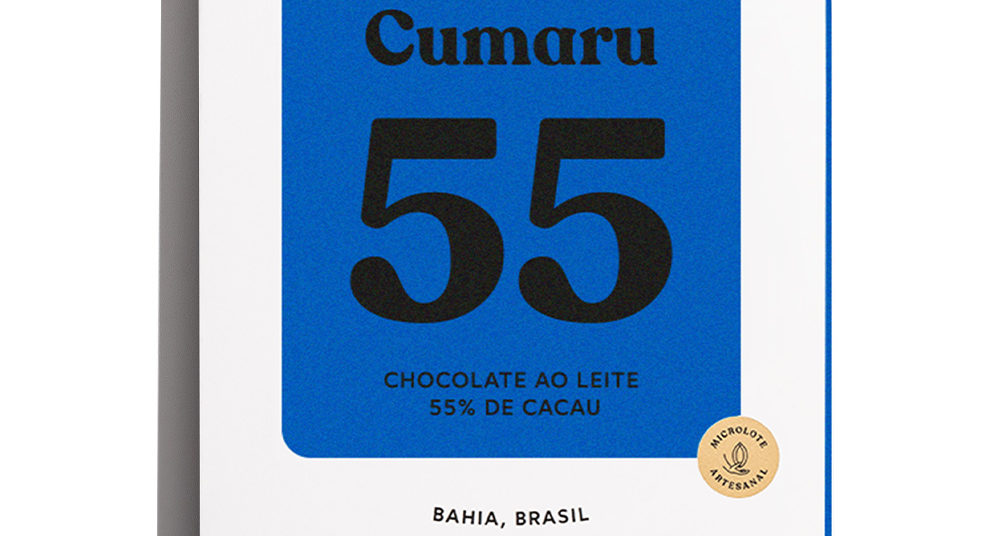 Cumaru
55
CHOCOLATE AO LEITE
55% DE CACAU
MICROLOTE
ARTESANAL
BAHIA, BRASIL